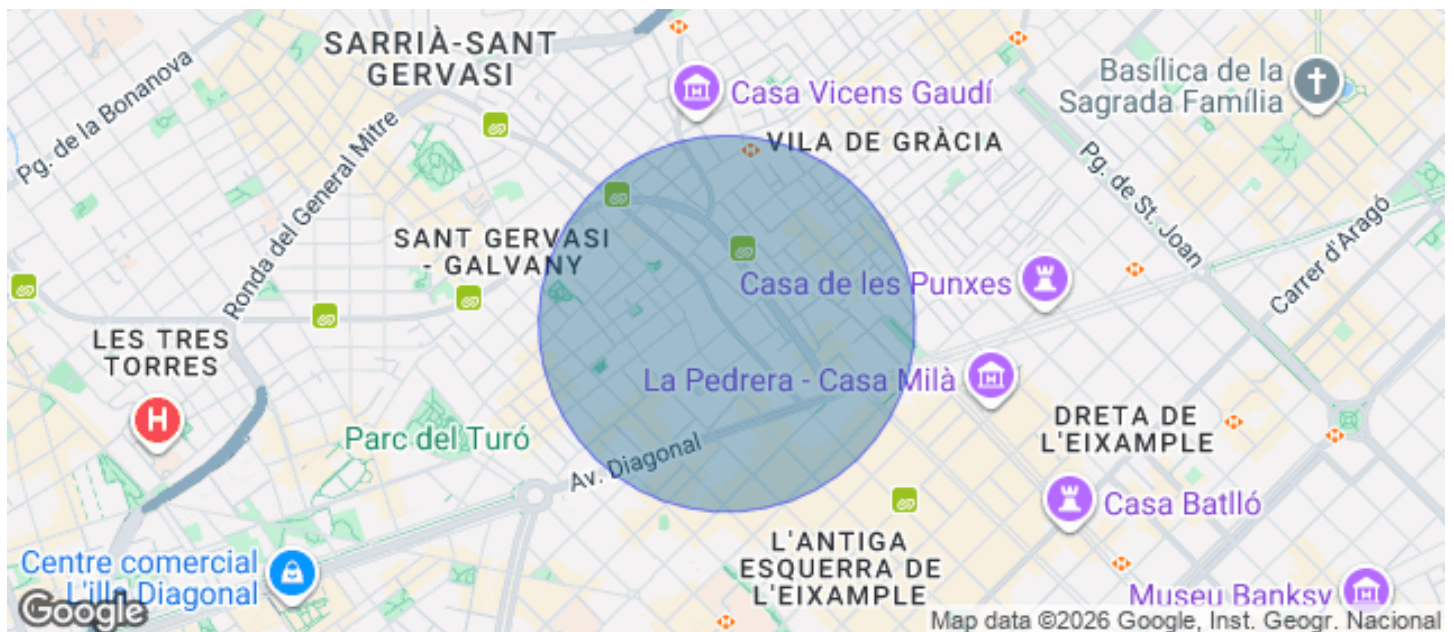 SARRIÀ-SANT
GERVASI
Pg. de la Bonanova
Casa Vicens Gaudí
Basílica de la
Sagrada Família
VILA DE GRÀCIA
Ronda del General Mitre
Pg. de St. Joan
SANT GERVASI
- GALVANY
Carrer d'Aragó
Casa de les Punxes
LES TRES
TORRES
H
La Pedrera - Casa Milà
Parc del Turó
DRETA DE
L'EIXAMPLE
Av. Diagonal
Casa Batlló
L'ANTIGA
ESQUERRA DE
L'EIXAMPLE
Centre comercial
L'illa Diagonal
Museu Banksy
Google
Map data ©2026 Google, Inst. Geogr. Nacional